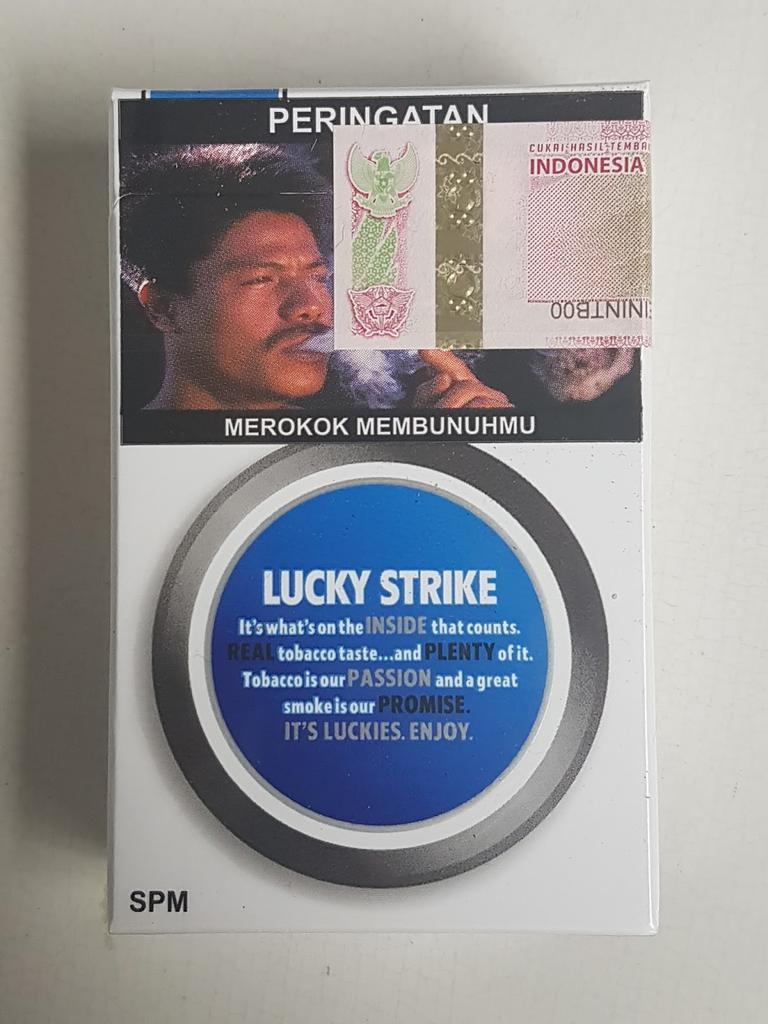 PERINGATAN
CUKAI HASIL TEMBA
INDONESIA
ININTB00
MEROKOK MEMBUNUHMU
LUCKY STRIKE
It's what's on the INSIDE that counts.
REAL tobacco taste...and PLENTY of it.
Tobacco is our PASSION and a great
smoke is our PROMISE.
IT'S LUCKIES. ENJOY.
SPM